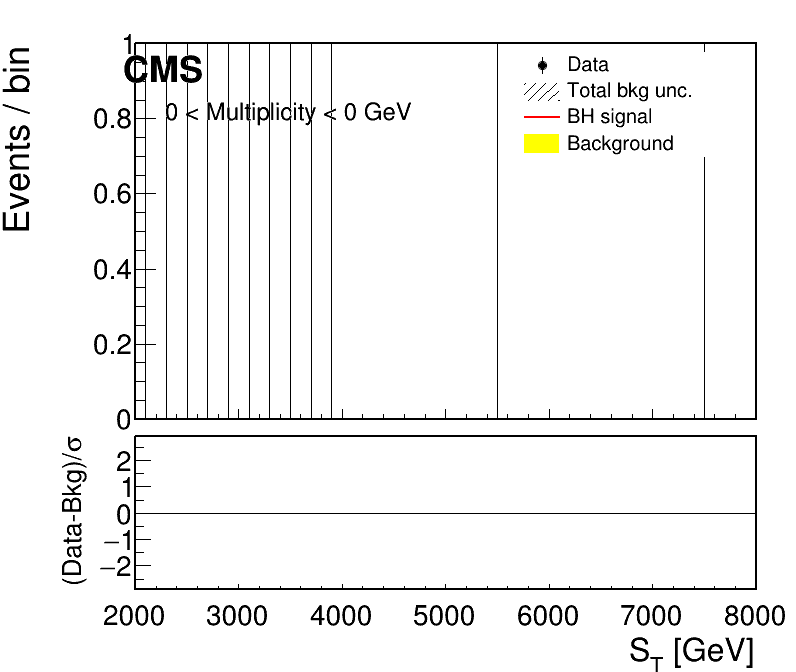 Events / bin
1
0.8
0.6
0.4
0.2
0
CMS
0 < Multiplicity < 0 GeV
Data
Total bkg unc.
BH signal
Background
(Data-Bkg)/σ
2
1
0
−1
−2
2000 3000 4000 5000 6000 7000 8000
S_T [GeV]